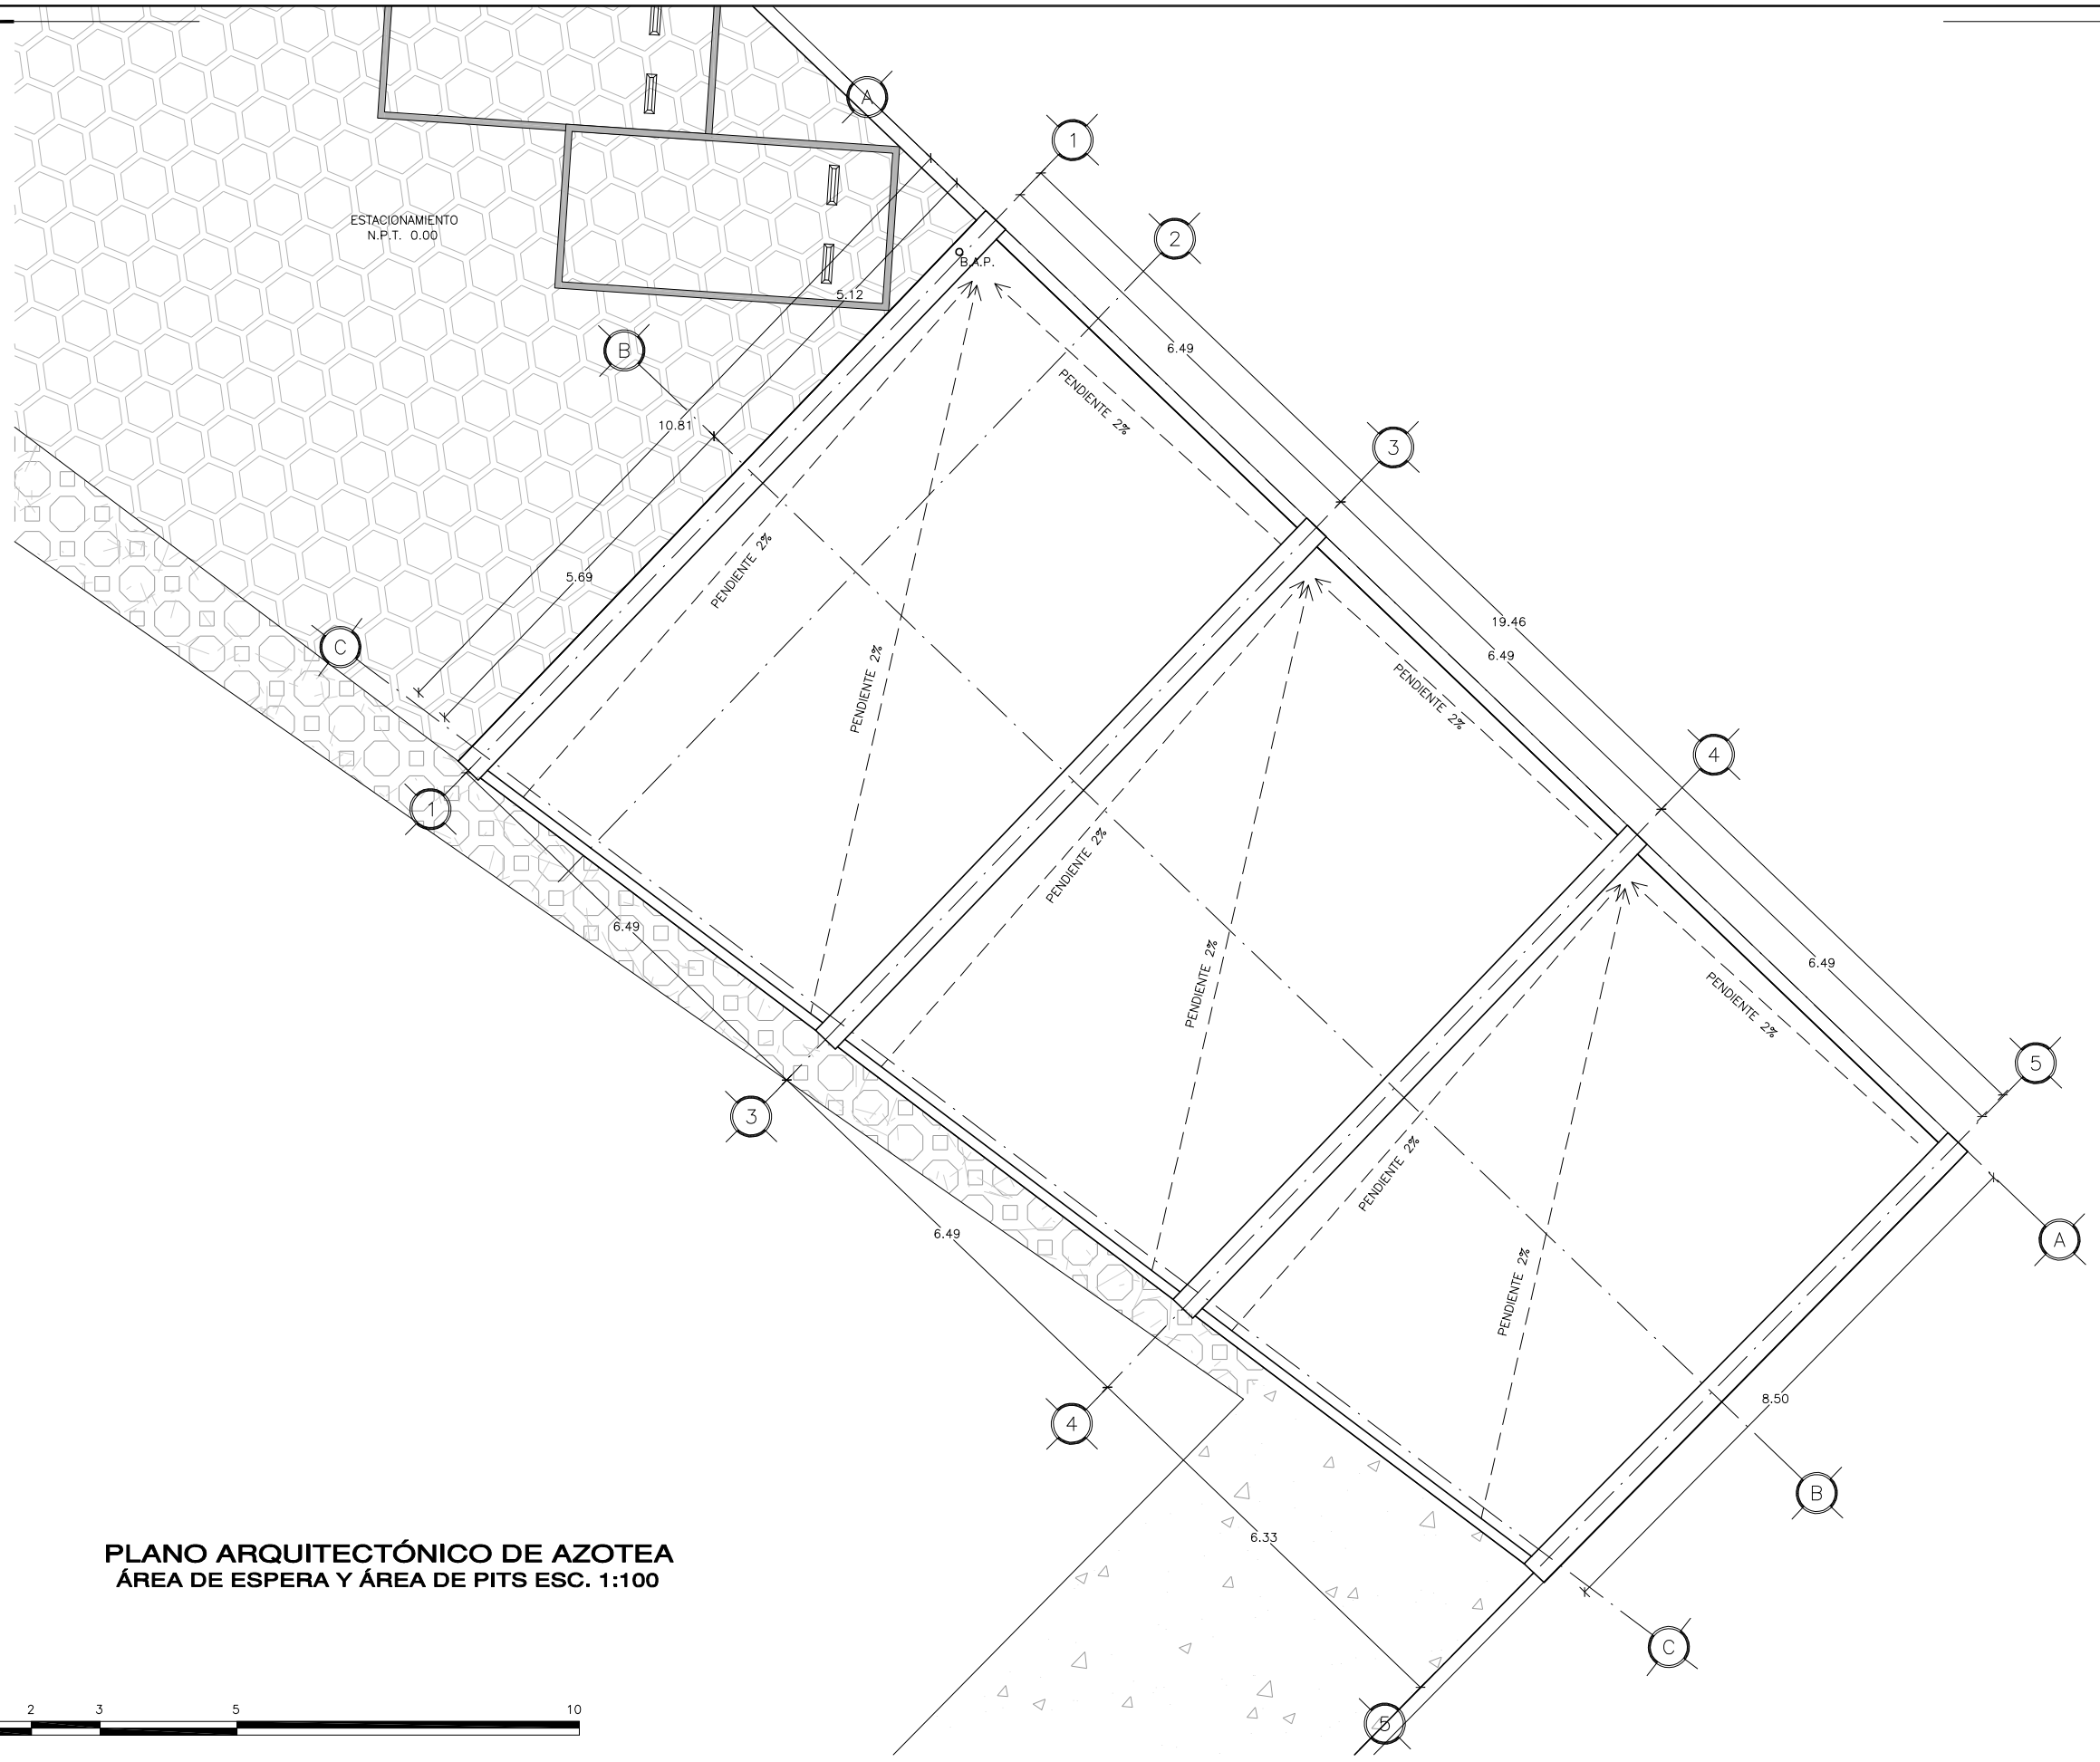 A
1
2
ESTACIONAMIENTO
N.P.T. 0.00
B.A.P.
5.12
B
6.49
PENDIENTE 2%
10.81
3
PENDIENTE 2%
5.69
19.46
C
6.49
PENDIENTE 2%
PENDIENTE 2%
4
1
PENDIENTE 2%
6.49
6.49
PENDIENTE 2%
PENDIENTE 2%
5
3
PENDIENTE 2%
6.49
A
PENDIENTE 2%
8.50
4
B
6.33
PLANO ARQUITECTÓNICO DE AZOTEA
ÁREA DE ESPERA Y ÁREA DE PITS ESC. 1:100
C
2 3 5 10
5